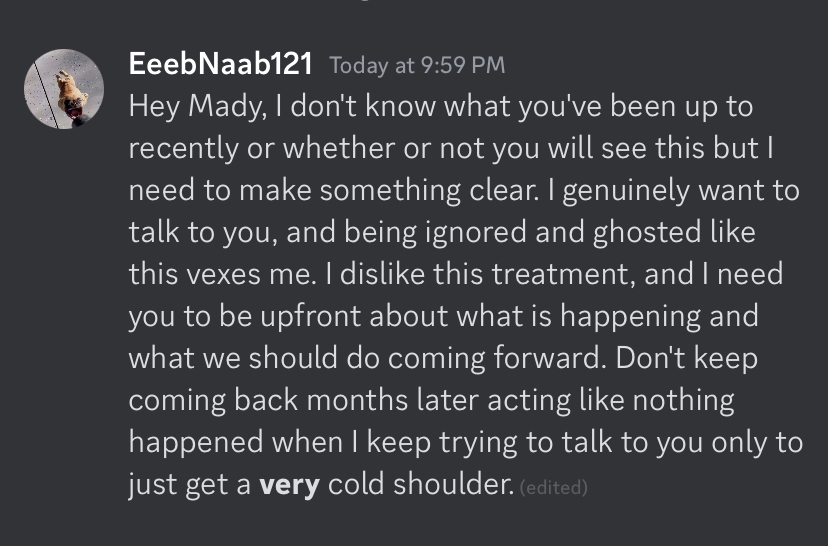 EeebNaab121 Today at 9:59 PM
Hey Mady, I don't know what you've been up to
recently or whether or not you will see this but I
need to make something clear. I genuinely want to
talk to you, and being ignored and ghosted like
this vexes me. I dislike this treatment, and I need
you to be upfront about what is happening and
what we should do coming forward. Don't keep
coming back months later acting like nothing
happened when I keep trying to talk to you only to
just get a very cold shoulder. (edited)